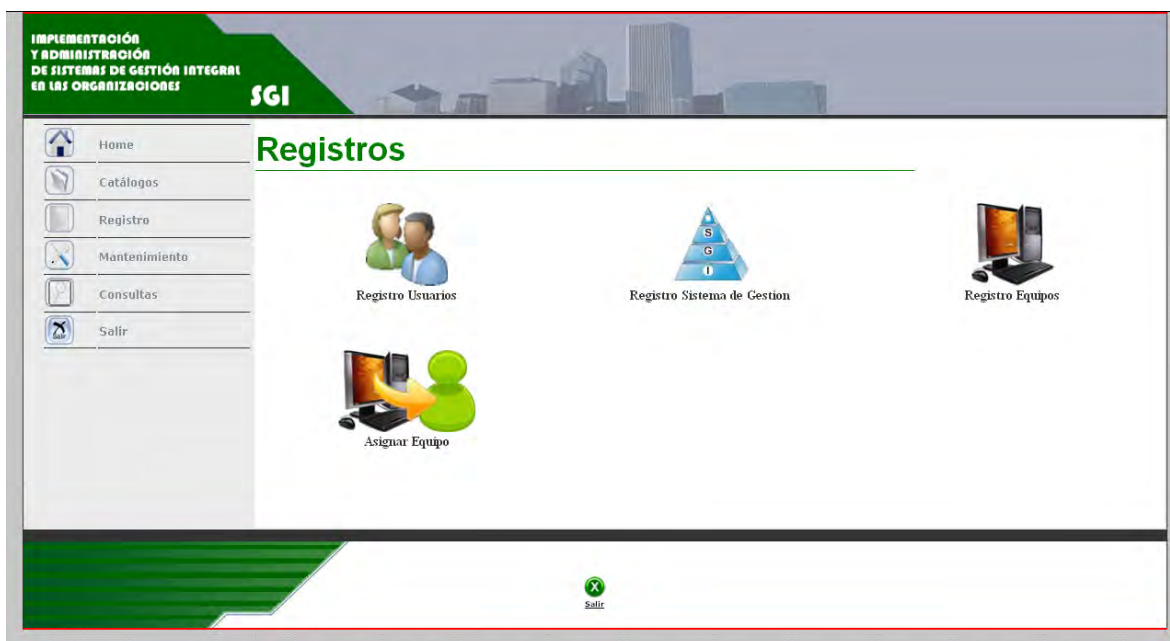 IMPLEMENTACIÓN
Y ADMINISTRACIÓN
DE SISTEMAS DE GESTIÓN INTEGRAL
EN LAS ORGANIZACIONES
SGI
Home
Catálogos
Registro
Mantenimiento
Consultas
Salir
Salir
Registros
S
G
I
Registro Usuarios
Registro Sistema de Gestion
Registro Equipos
Asignar Equipo
X
Salir